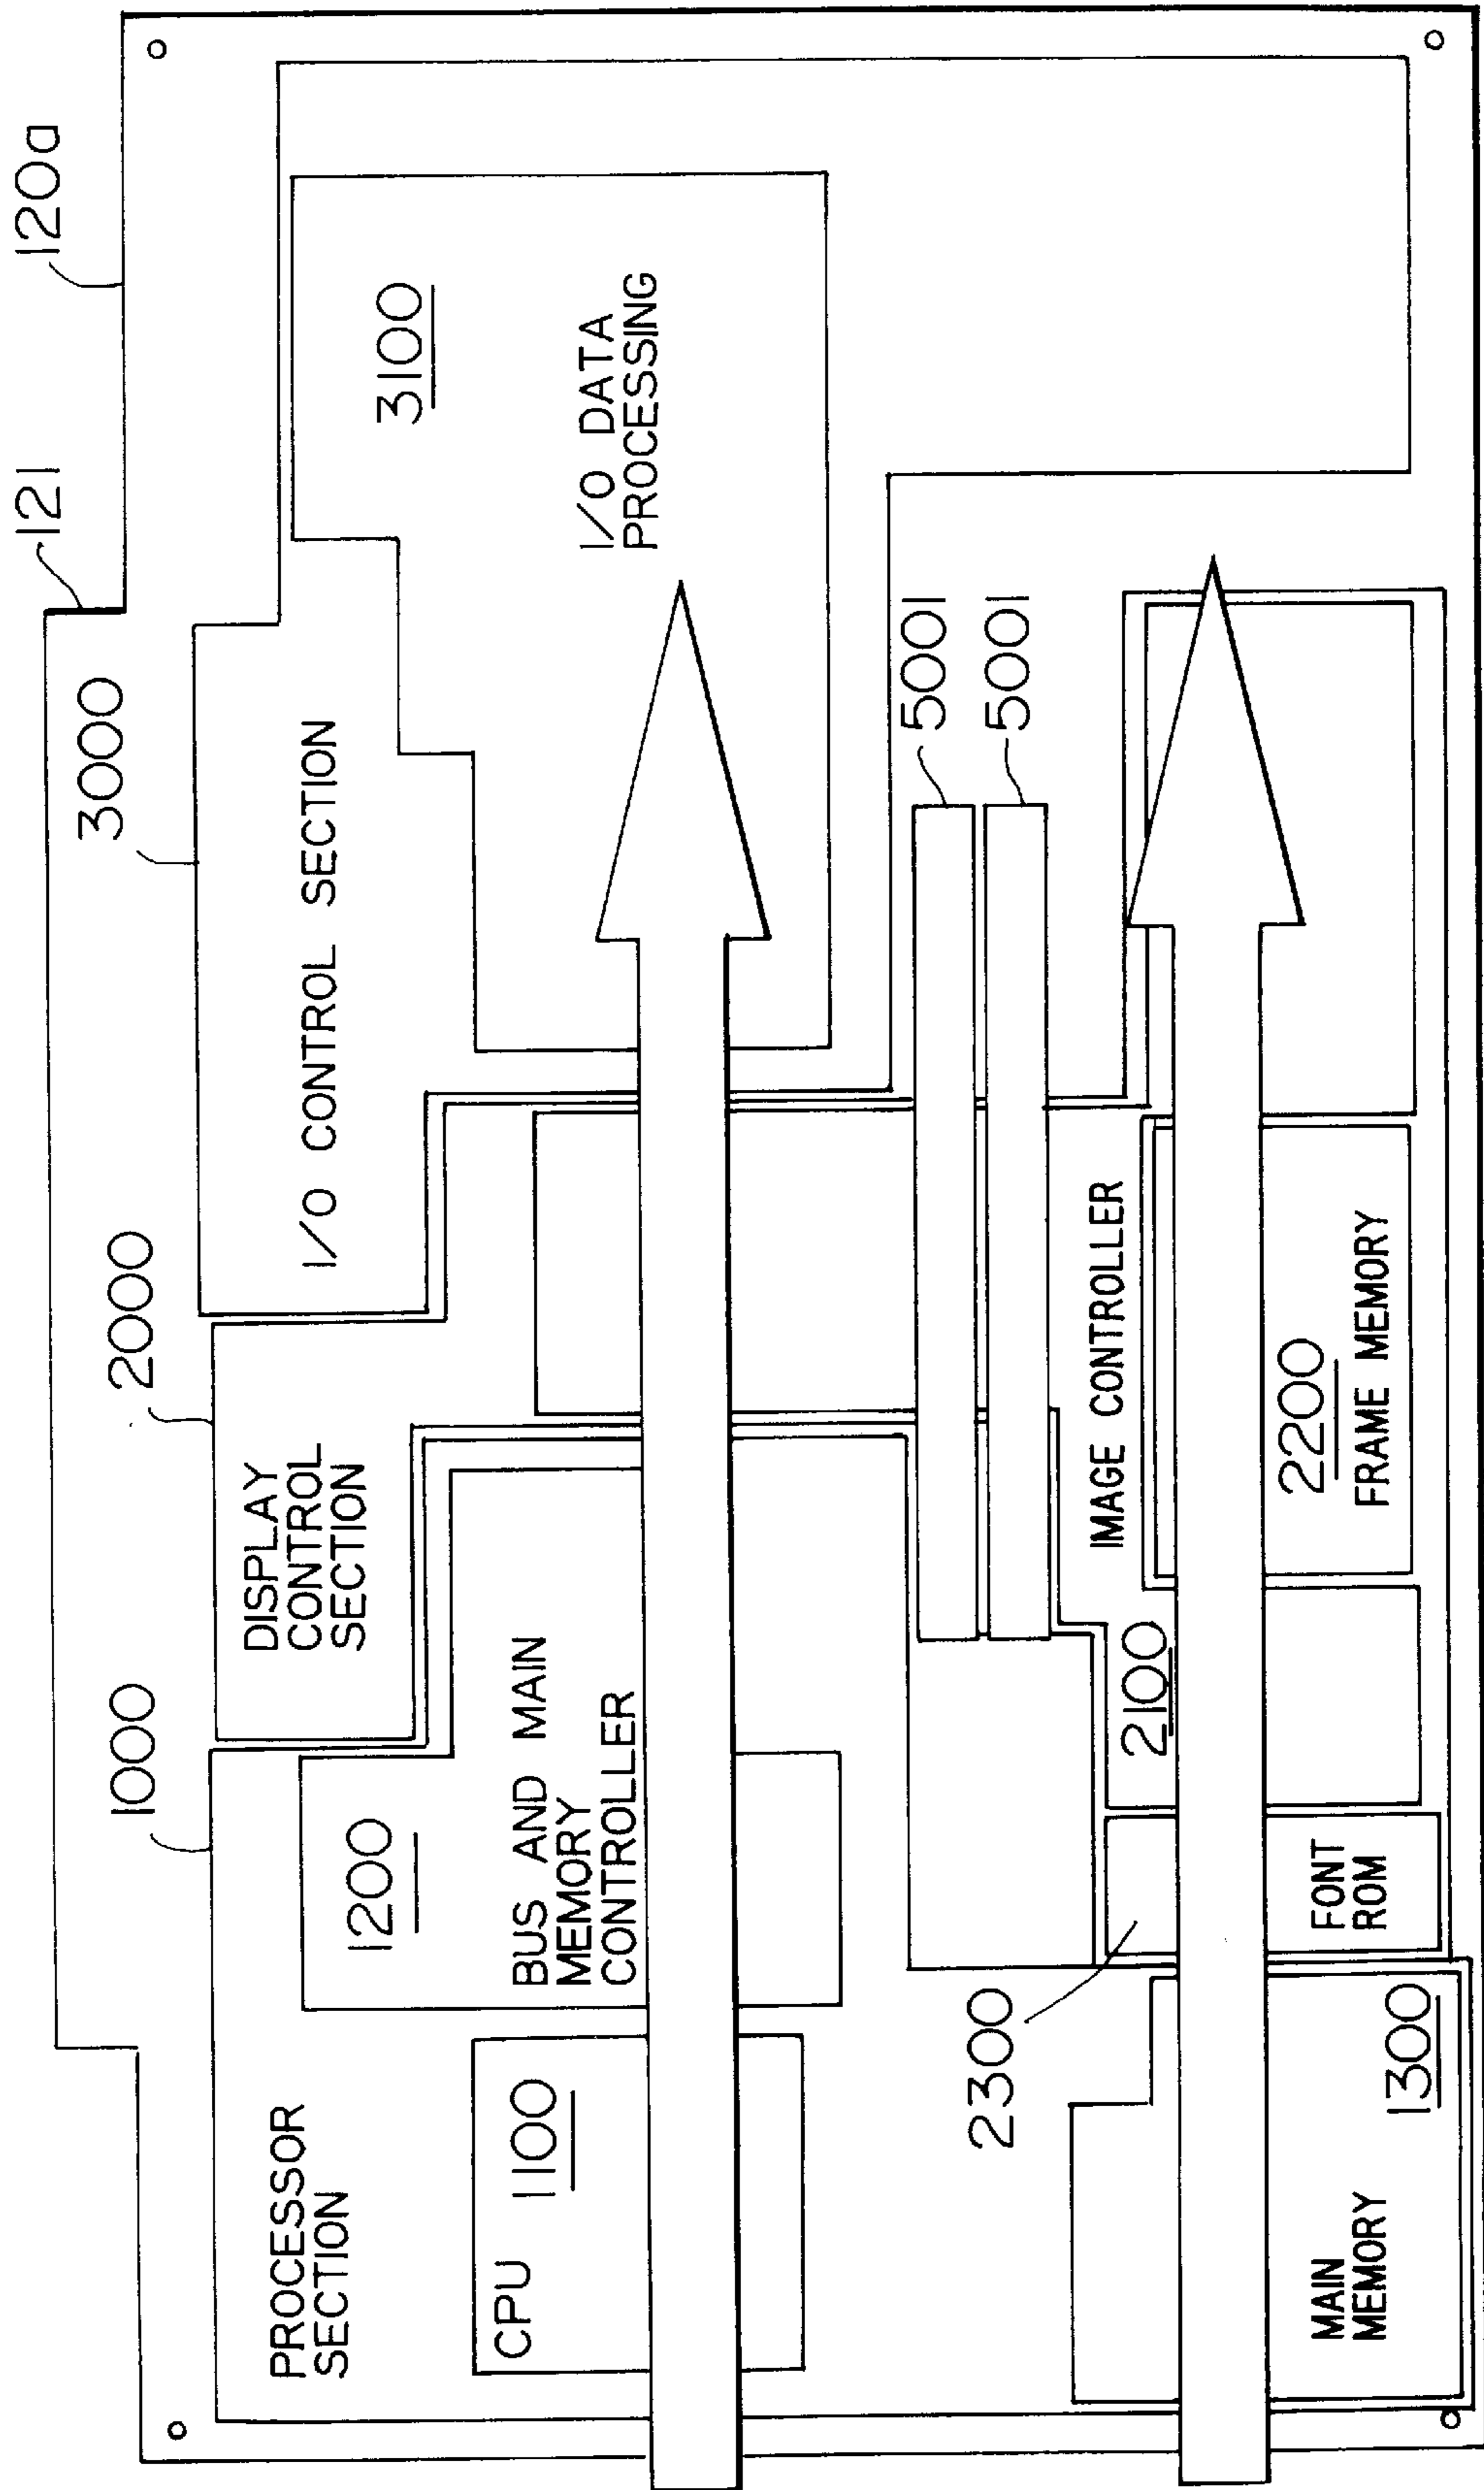 120a
121
3000
2000
1000
I/O CONTROL SECTION
3100
I/O DATA
PROCESSING
DISPLAY
CONTROL
SECTION
PROCESSOR
SECTION
1200
BUS AND MAIN
MEMORY
CONTROLLER
CPU
1100
5001
5001
IMAGE CONTROLLER
2100
2200
FRAME MEMORY
2300
FONT
ROM
1300
MAIN
MEMORY